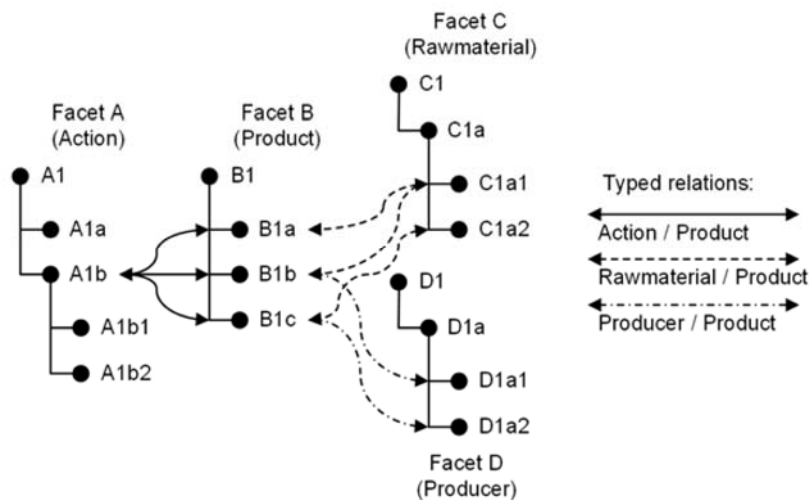 Facet A
(Action)
A1
A1a
A1b
A1b1
A1b2
Facet B
(Product)
B1
B1a
B1b
B1c
Facet C
(Rawmaterial)
C1
C1a
C1a1
C1a2
D1
D1a
D1a1
D1a2
Facet D
(Producer)
Typed relations:
Action / Product
Rawmaterial / Product
Producer / Product